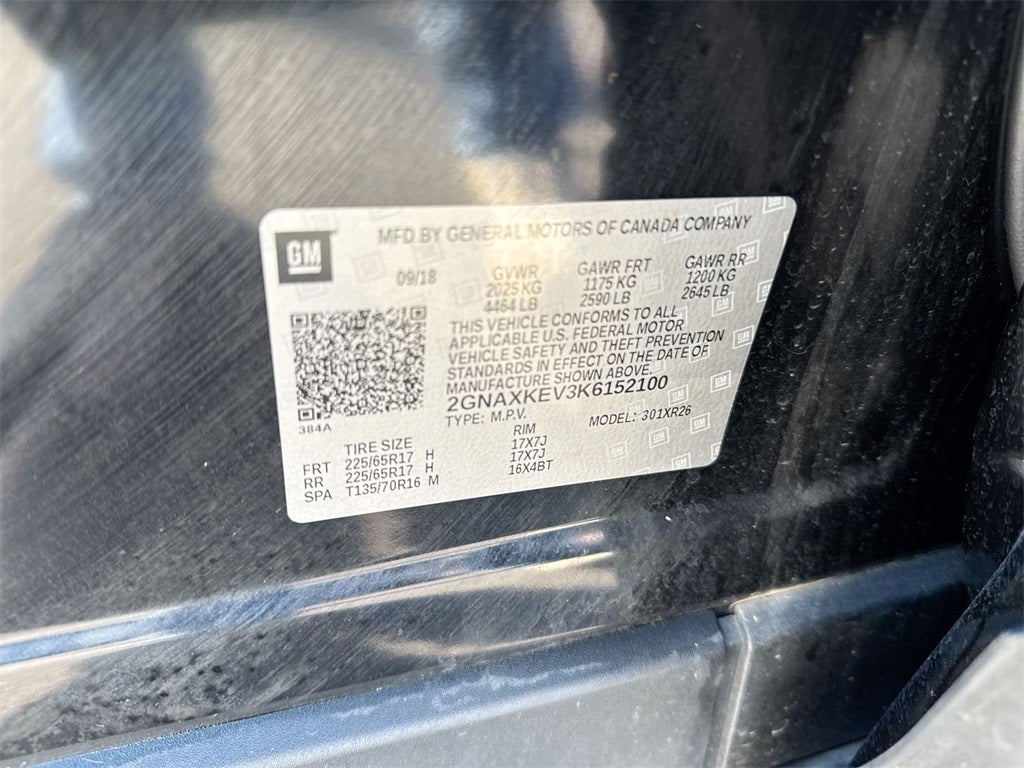 GM
MFD BY GENERAL MOTORS OF CANADA COMPANY
09/18 GVWR GAWR FRT GAWR RR
2025 KG 1175 KG 1200 KG
4464 LB 2590 LB 2645 LB
THIS VEHICLE CONFORMS TO ALL
APPLICABLE U.S. FEDERAL MOTOR
VEHICLE SAFETY AND THEFT PREVENTION
STANDARDS IN EFFECT ON THE DATE OF
MANUFACTURE SHOWN ABOVE.
2GNAXKEV3K6152100
TYPE: M.P.V. MODEL: 301XR26
384A
TIRE SIZE RIM
FRT 225/65R17 H 17X7J
RR 225/65R17 H 17X7J
SPA T135/70R16 M 16X4BT